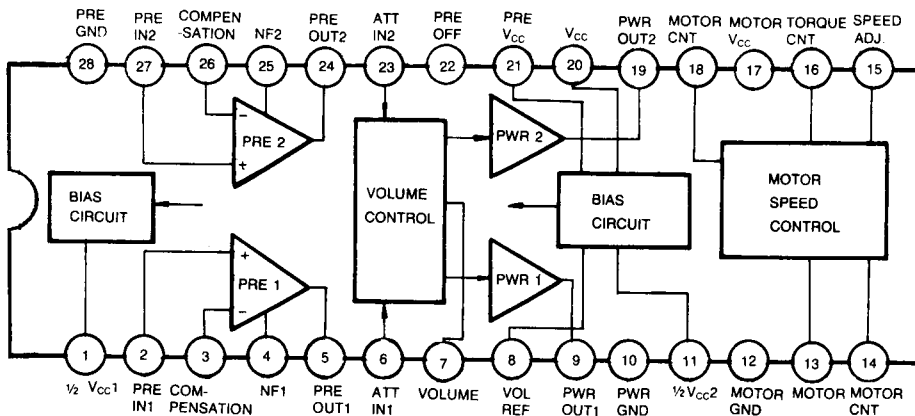 PRE GND
PRE IN2
COMPEN -SATION
NF2
PRE OUT2
ATT IN2
PRE OFF
PRE VCC
VCC
PWR OUT2
MOTOR CNT
MOTOR VCC
TORQUE CNT
SPEED ADJ.
28 27 26 25 24 23 22 21 20 19 18 17 16 15
- PRE 2 +
PWR 2
BIAS CIRCUIT
VOLUME CONTROL
BIAS CIRCUIT
MOTOR SPEED CONTROL
+ PRE 1 -
PWR 1
1 2 3 4 5 6 7 8 9 10 11 12 13 14
½ VCC1
PRE IN1
COM- PENSATION
NF1
PRE OUT1
ATT IN1
VOLUME
VOL REF
PWR OUT1
PWR GND
½VCC2
MOTOR GND
MOTOR
MOTOR CNT